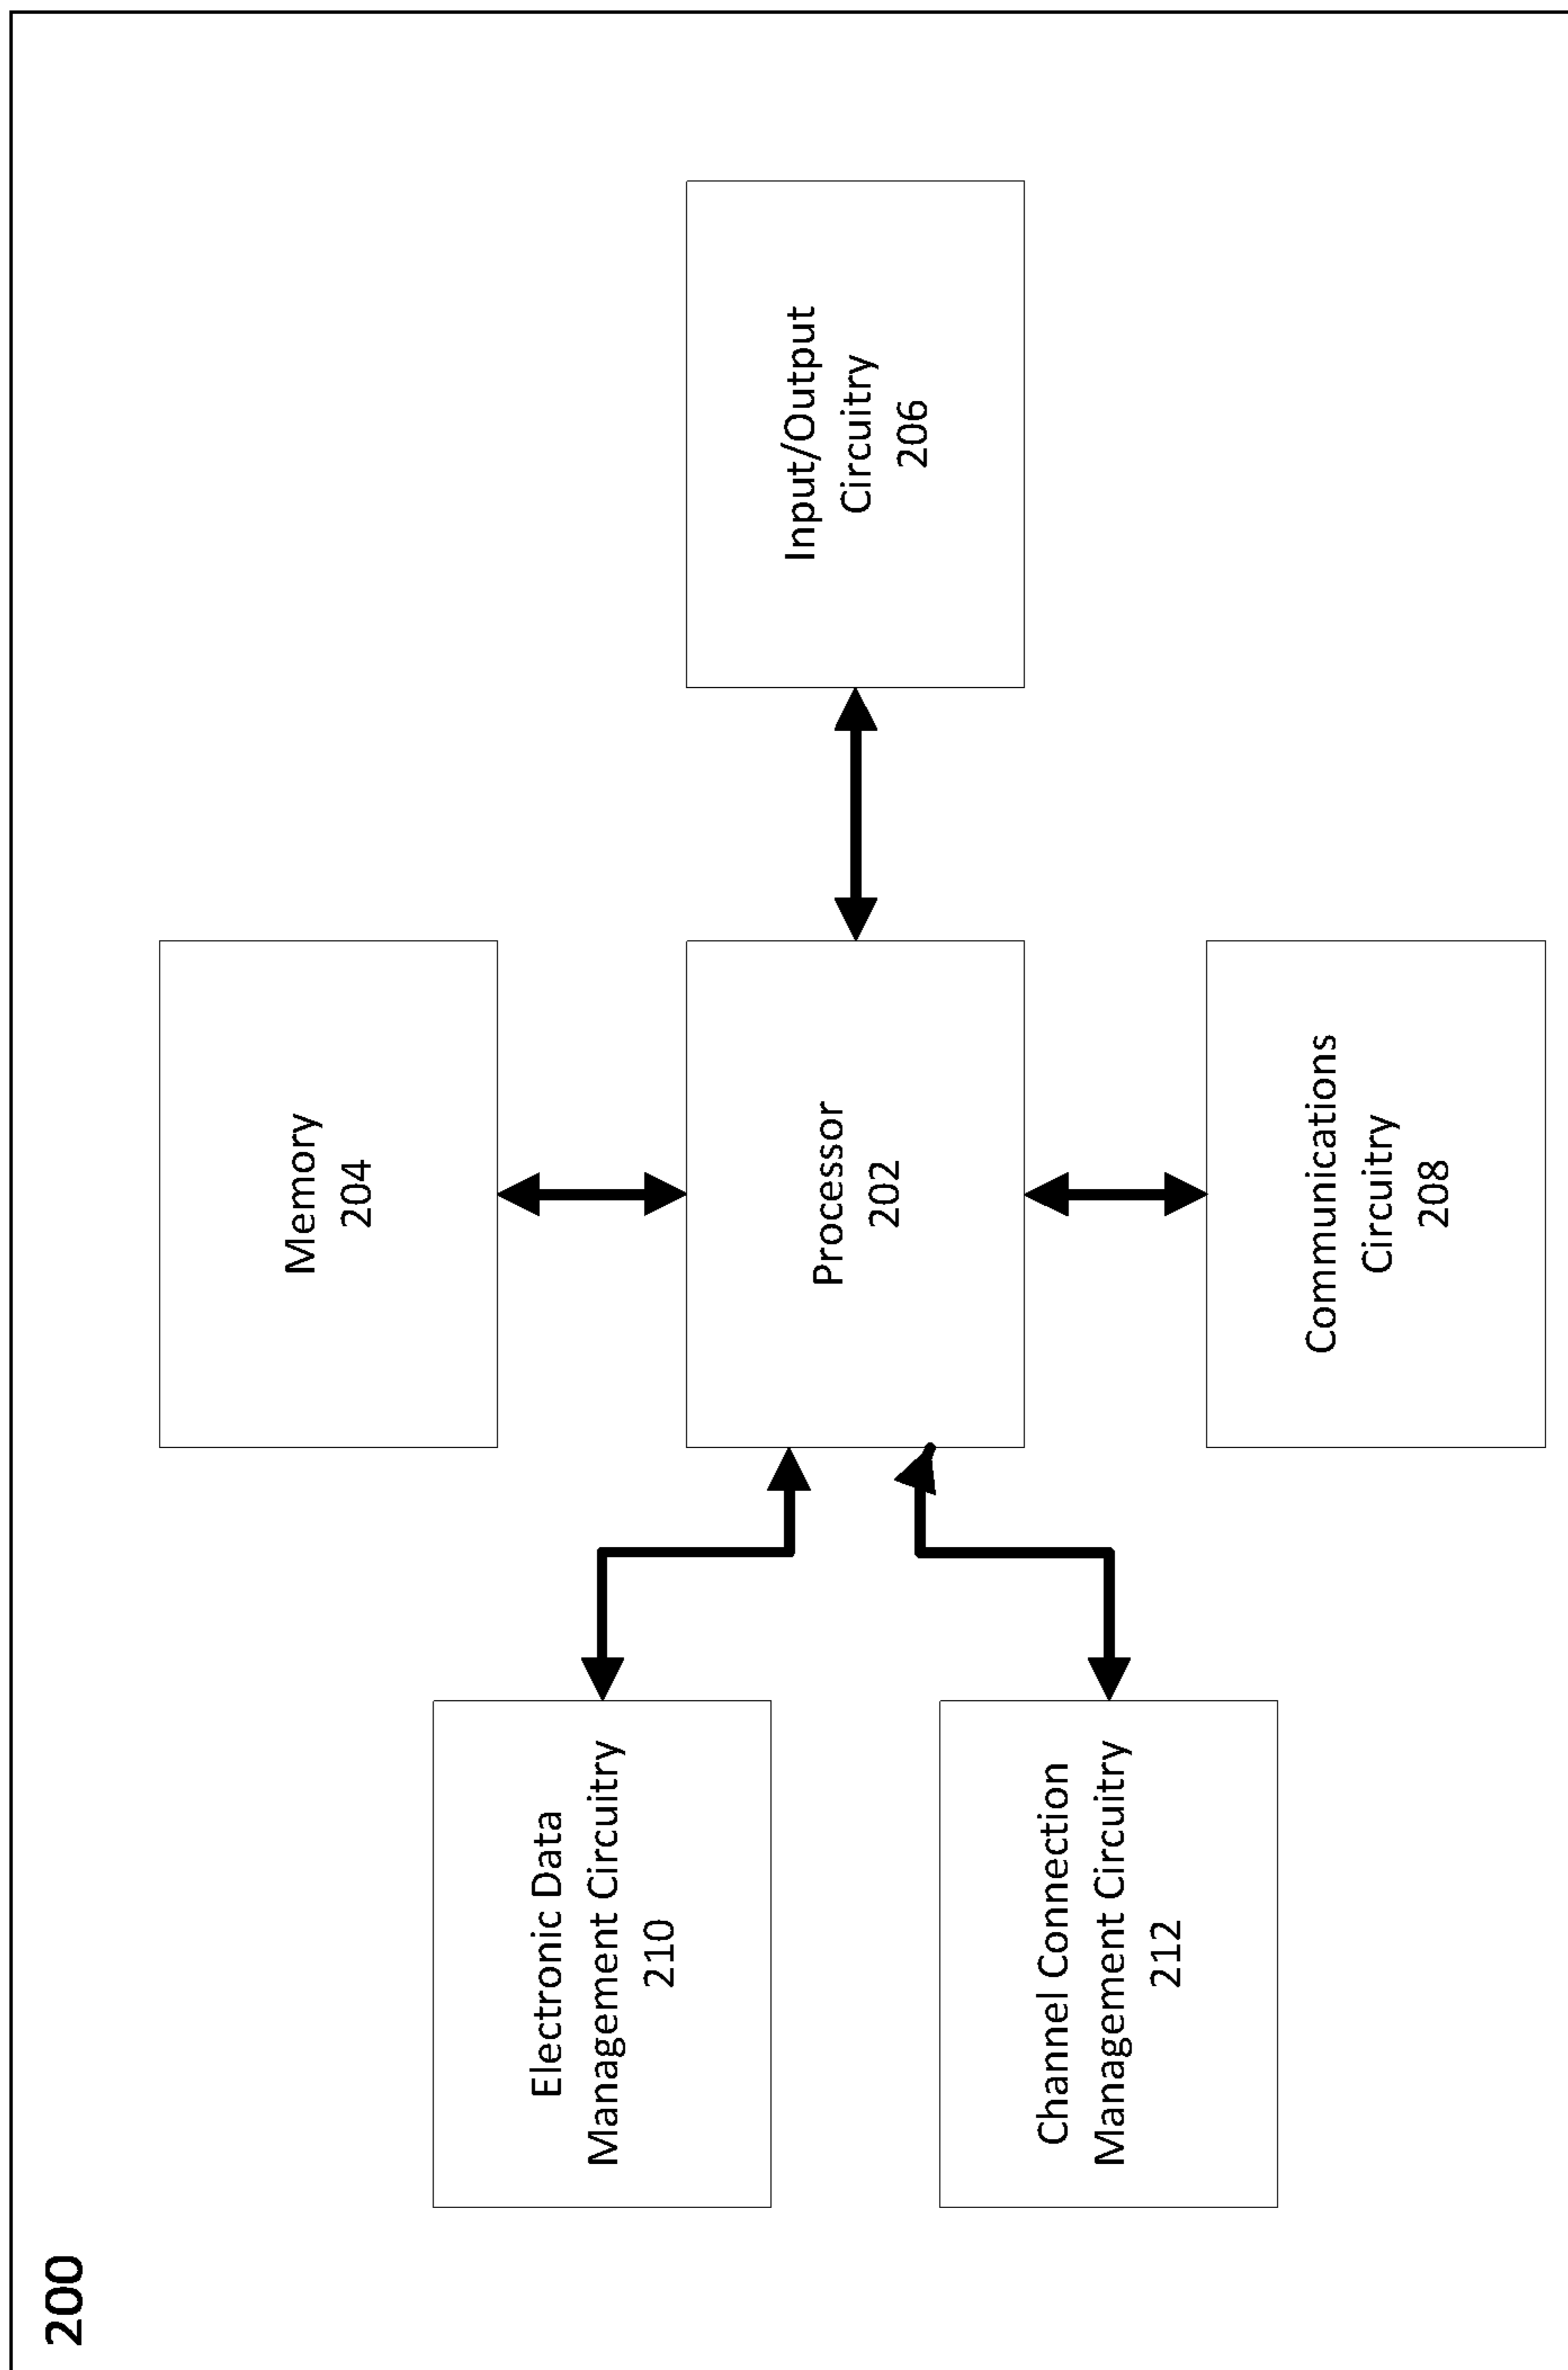 200
Memory
204
Electronic Data
Management Circuitry
210
Processor
202
Input/Output
Circuitry
206
Channel Connection
Management Circuitry
212
Communications
Circuitry
208